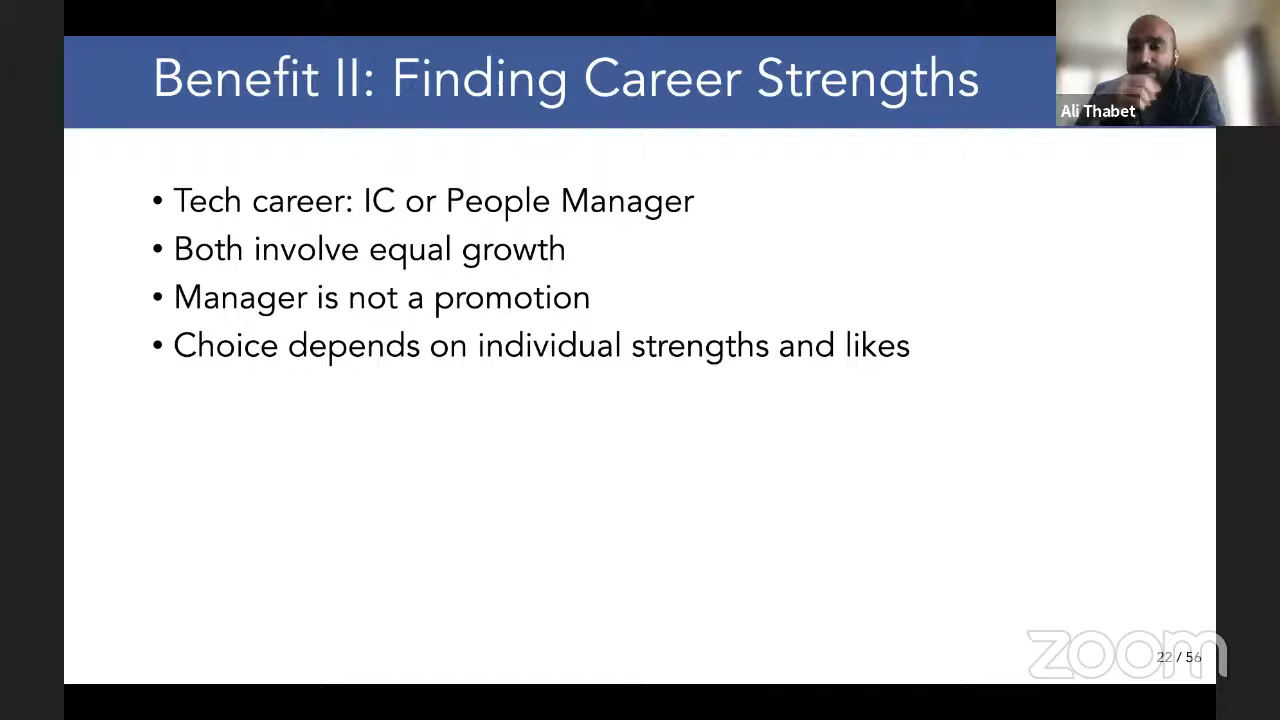 Benefit II: Finding Career Strengths
Ali Thabet
• Tech career: IC or People Manager
• Both involve equal growth
• Manager is not a promotion
• Choice depends on individual strengths and likes
zoom
22 / 56